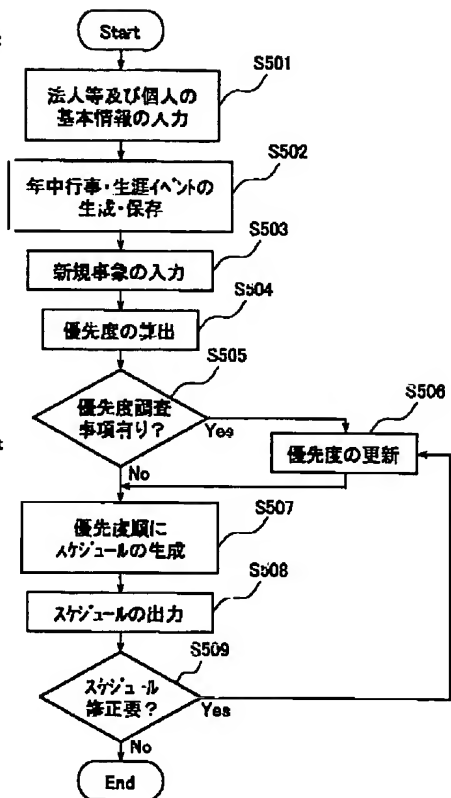 Start
S501
法人等及び個人の
基本情報の入力
S502
年中行事・生涯イベントの
生成・保存
S503
新規事象の入力
S504
優先度の算出
S505
優先度調査
事項有り?
Yes
No
S506
優先度の更新
S507
優先度順に
スケジュールの生成
S508
スケジュールの出力
S509
スケジュール
修正要?
Yes
No
End